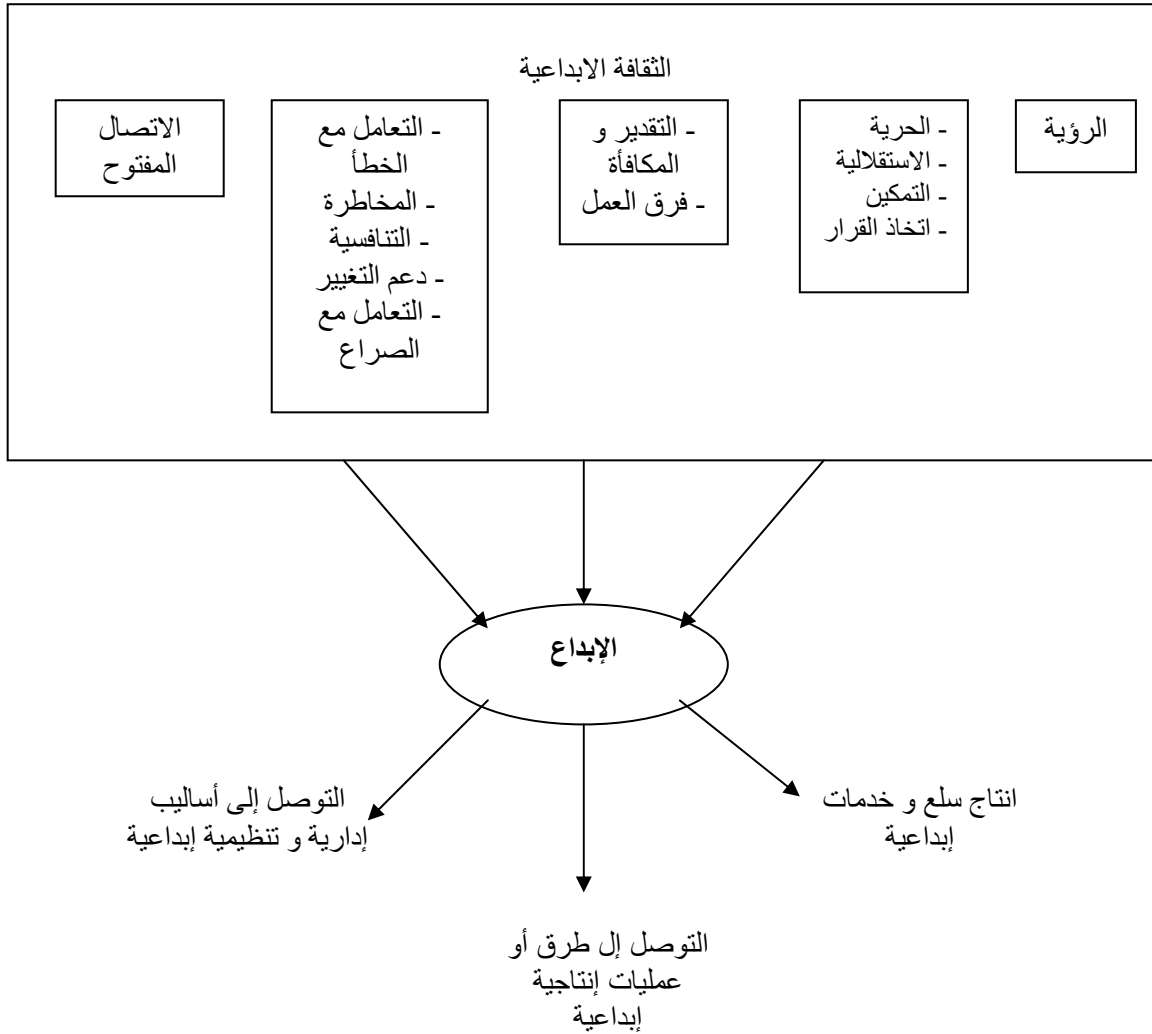 الثقافة الابداعية
الرؤية
- الحرية
- الاستقلالية
- التمكين
- اتخاذ القرار
- التقدير و
المكافأة
- فرق العمل
- التعامل مع
الخطأ
- المخاطرة
- التنافسية
- دعم التغيير
- التعامل مع
الصراع
الاتصال
المفتوح
الإبداع
انتاج سلع و خدمات
إبداعية
التوصل إل طرق أو
عمليات إنتاجية
إبداعية
التوصل إلى أساليب
إدارية و تنظيمية إبداعية